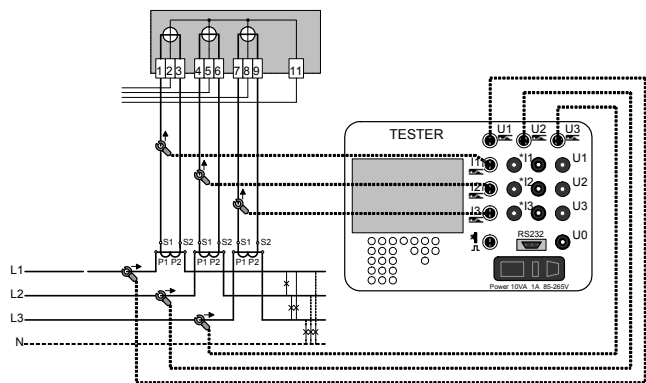 1 2 3 4 5 6 7 8 9 11
TESTER
U1 U2 U3
I1 *I1 U1
I2 *I2 U2
I3 *I3 U3
RS232 U0
Power 10VA 1A 85-265V
S1 S2 S1 S2 S1 S2
P1 P2 P1 P2 P1 P2
L1
L2
L3
N